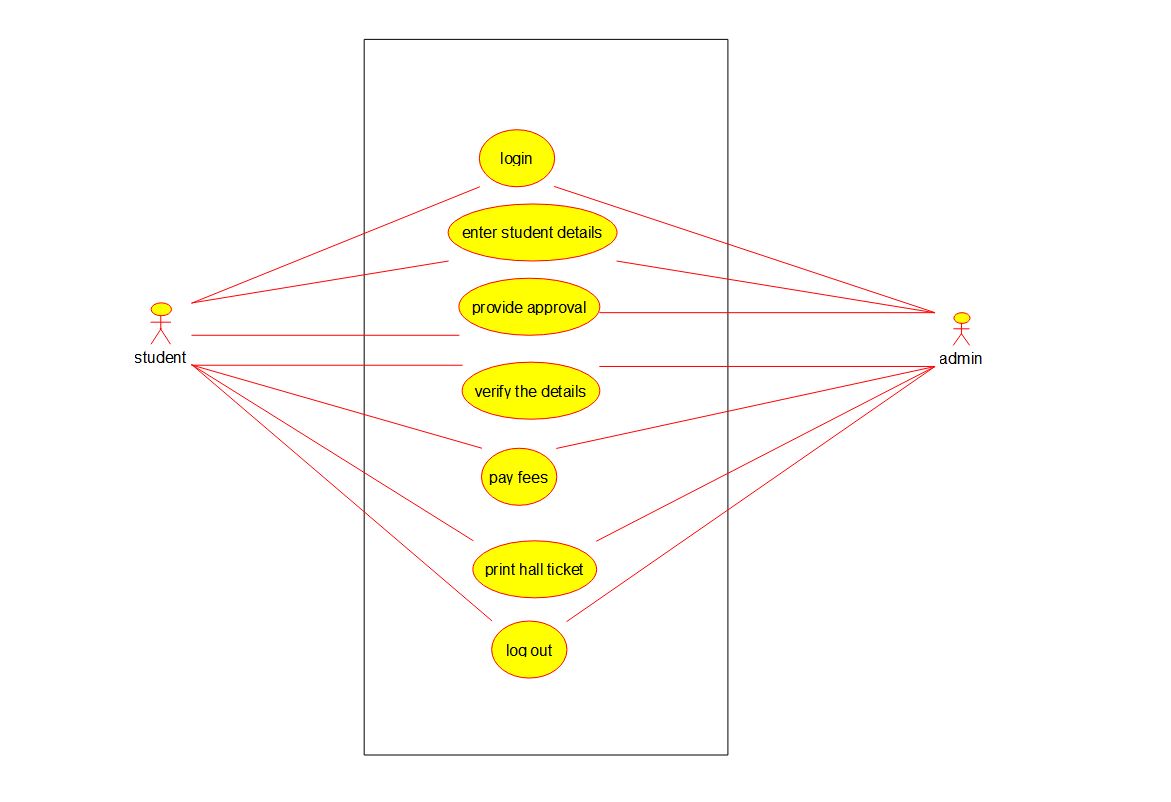 login
enter student details
provide approval
student
admin
verify the details
pay fees
print hall ticket
log out